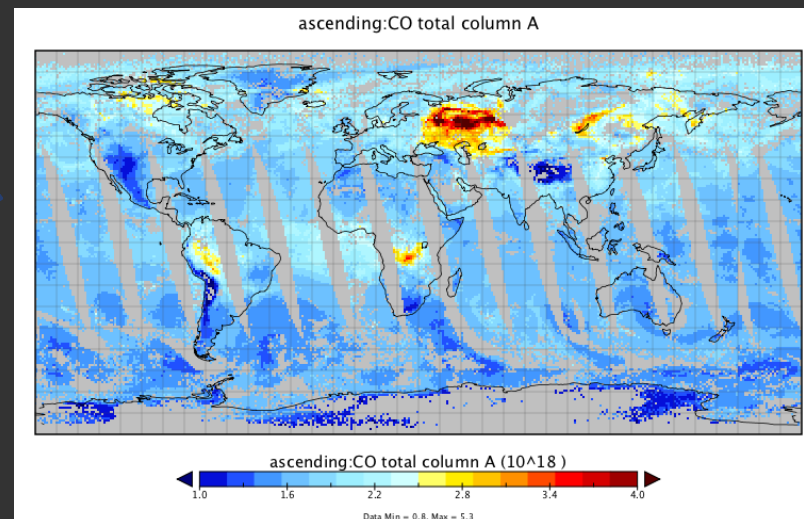 ascending:CO total column A
ascending:CO total column A (10^18 )
1.0 1.6 2.2 2.8 3.4 4.0
Data Min = 0.8, Max = 5.3